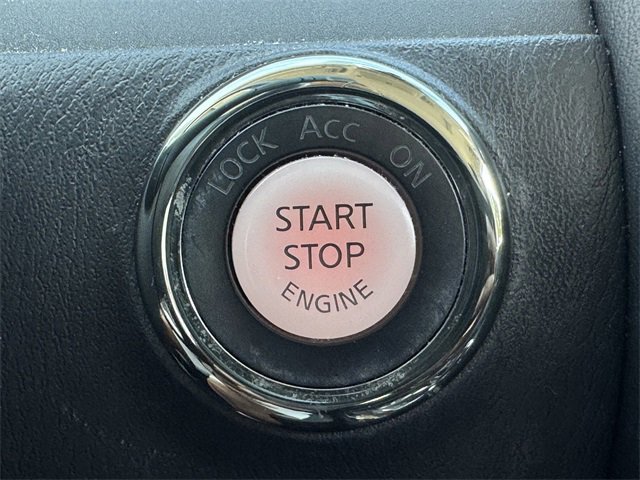 LOCK ACC ON
START
STOP
ENGINE